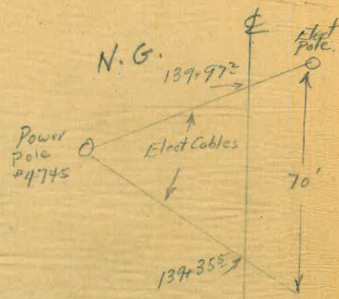 ℄
Elect
Pole.
N. G.
139+97²
Power
Pole
#4745
Elect Cables
70'
139+35⁵